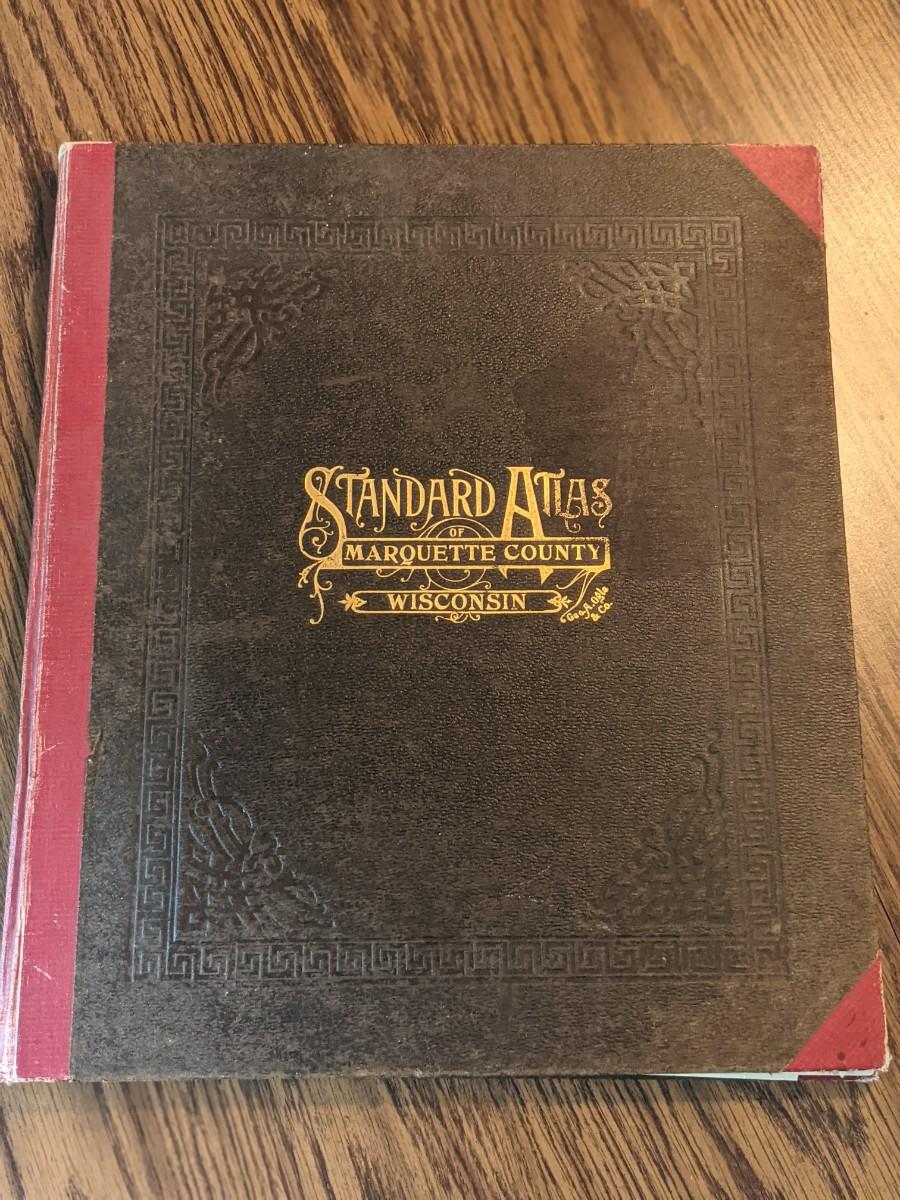 STANDARD ATLAS
OF
MARQUETTE COUNTY
WISCONSIN
Geo. A. Ogle
& Co.